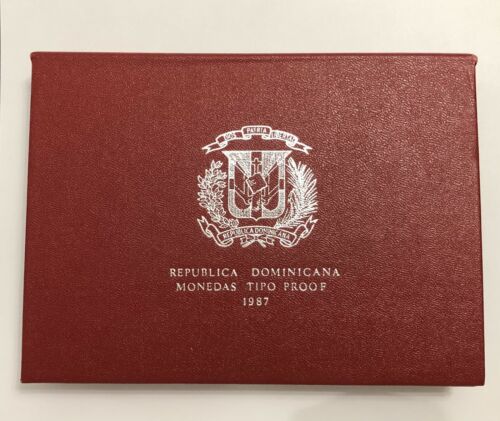 DIOS PATRIA LIBERTAD
REPUBLICA DOMINICANA
REPUBLICA DOMINICANA
MONEDAS TIPO PROOF
1987